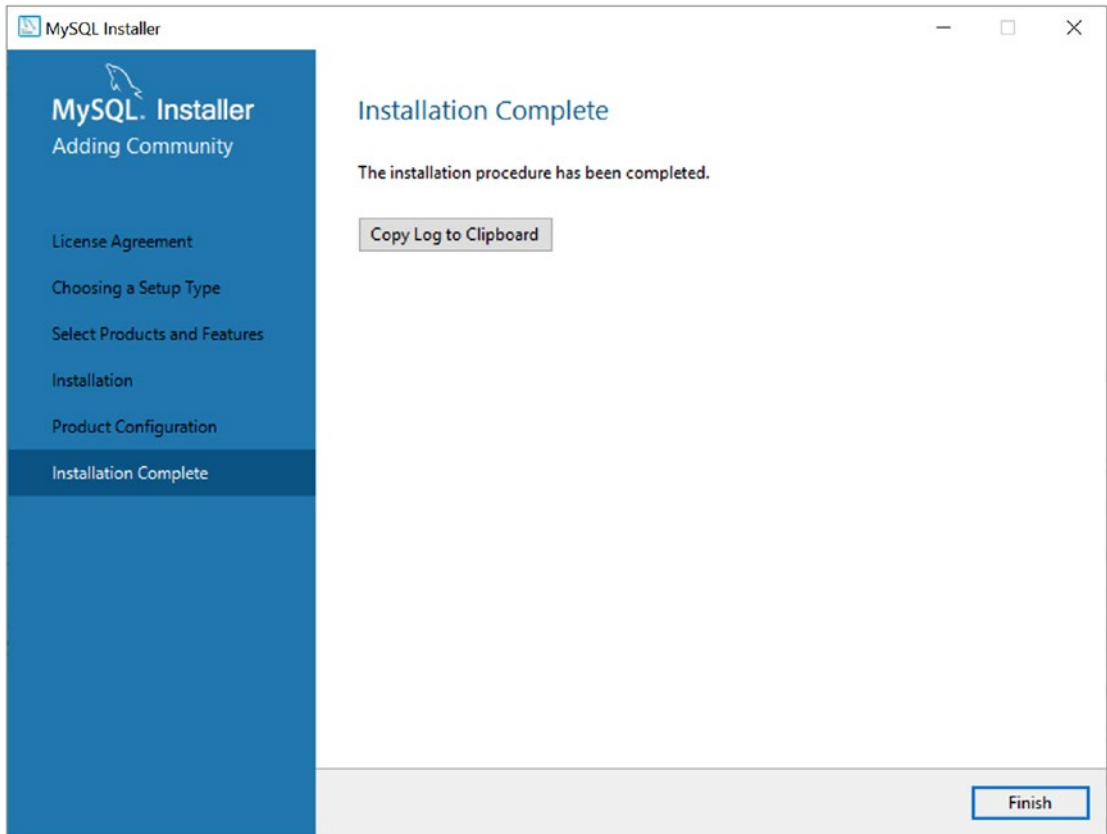 MySQL Installer
MySQL. Installer
Adding Community
License Agreement
Choosing a Setup Type
Select Products and Features
Installation
Product Configuration
Installation Complete
Installation Complete
The installation procedure has been completed.
Copy Log to Clipboard
Finish